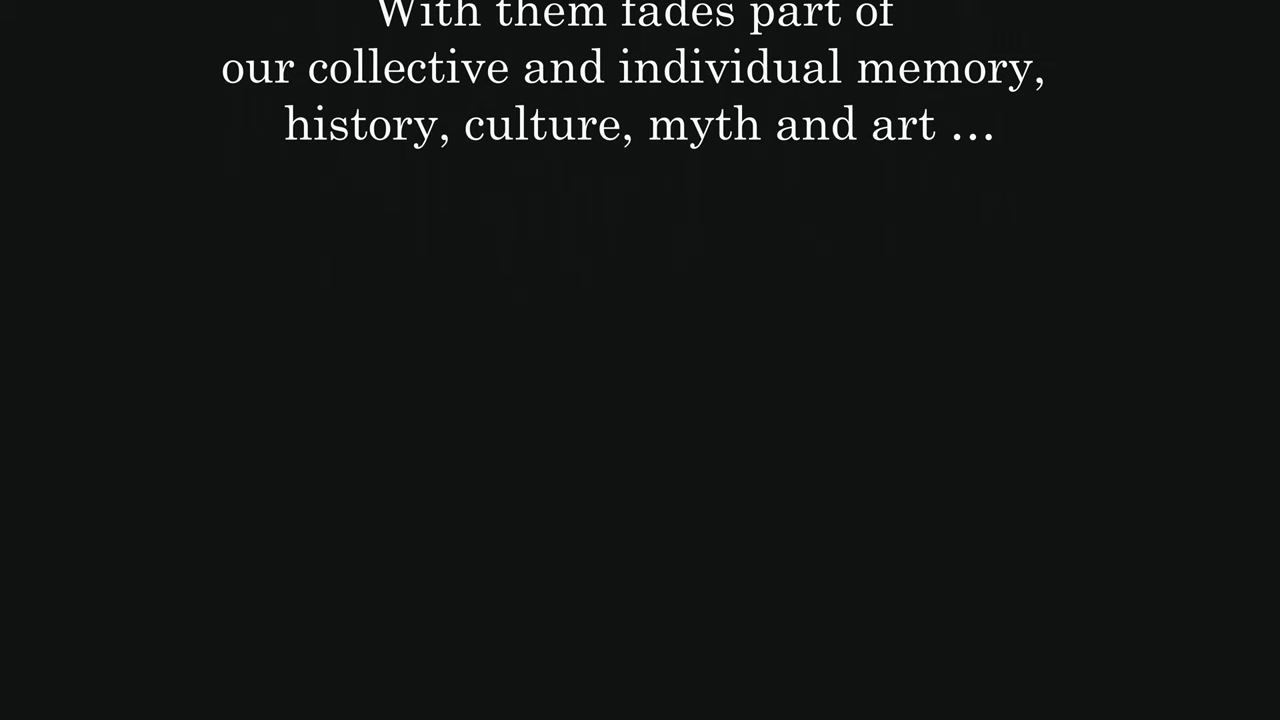 With them fades part of
our collective and individual memory,
history, culture, myth and art ...